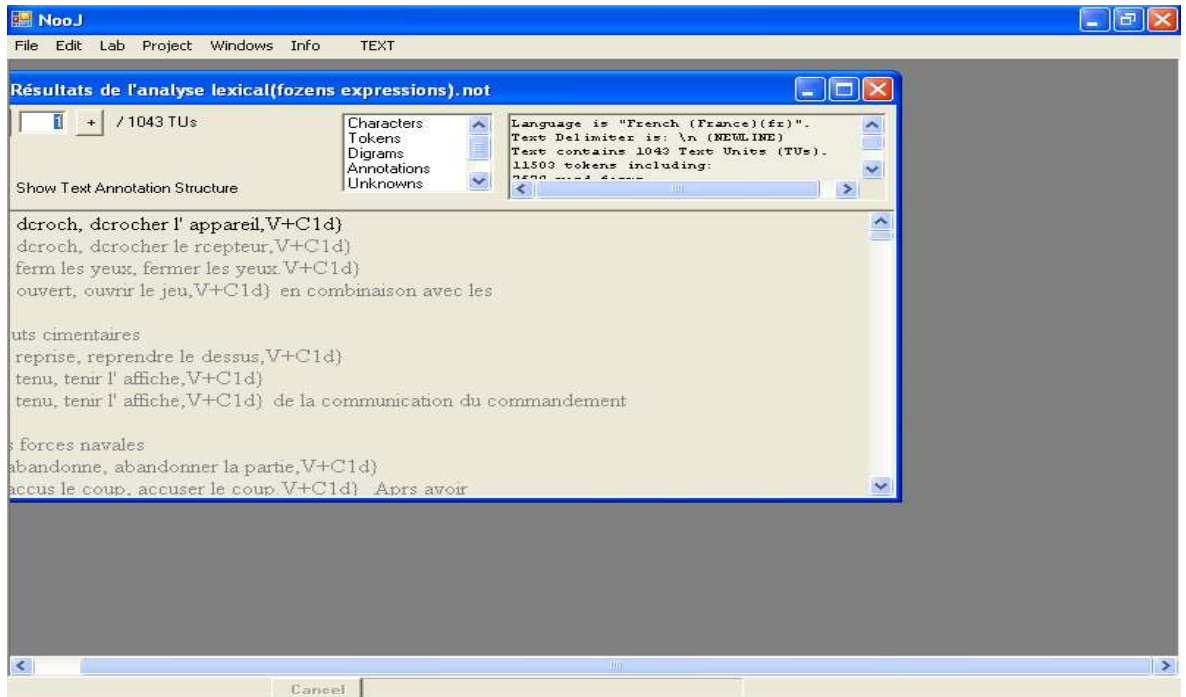 NooJ
File Edit Lab Project Windows Info TEXT
Résultats de l'analyse lexical(fozens expressions).not
1 + / 1043 TUs
Show Text Annotation Structure
Characters
Tokens
Digrams
Annotations
Unknowns
Language is "French (France)(fr)".
Text Delimiter is: \n (NEWLINE)
Text contains 1043 Text Units (TUs).
11503 tokens including:
dcroch, dcrocher l' appareil,V+C1d}
dcroch, dcrocher le rcepteur,V+C1d}
ferm les yeux, fermer les yeux.V+C1d}
ouvert, ouvrir le jeu,V+C1d} en combinaison avec les
uts cimentaires
reprise, reprendre le dessus,V+C1d}
tenu, tenir l' affiche,V+C1d}
tenu, tenir l' affiche,V+C1d} de la communication du commandement
s forces navales
abandonne, abandonner la partie,V+C1d}
accus le coup, accuser le coup.V+C1d} Aprs avoir
Cancel